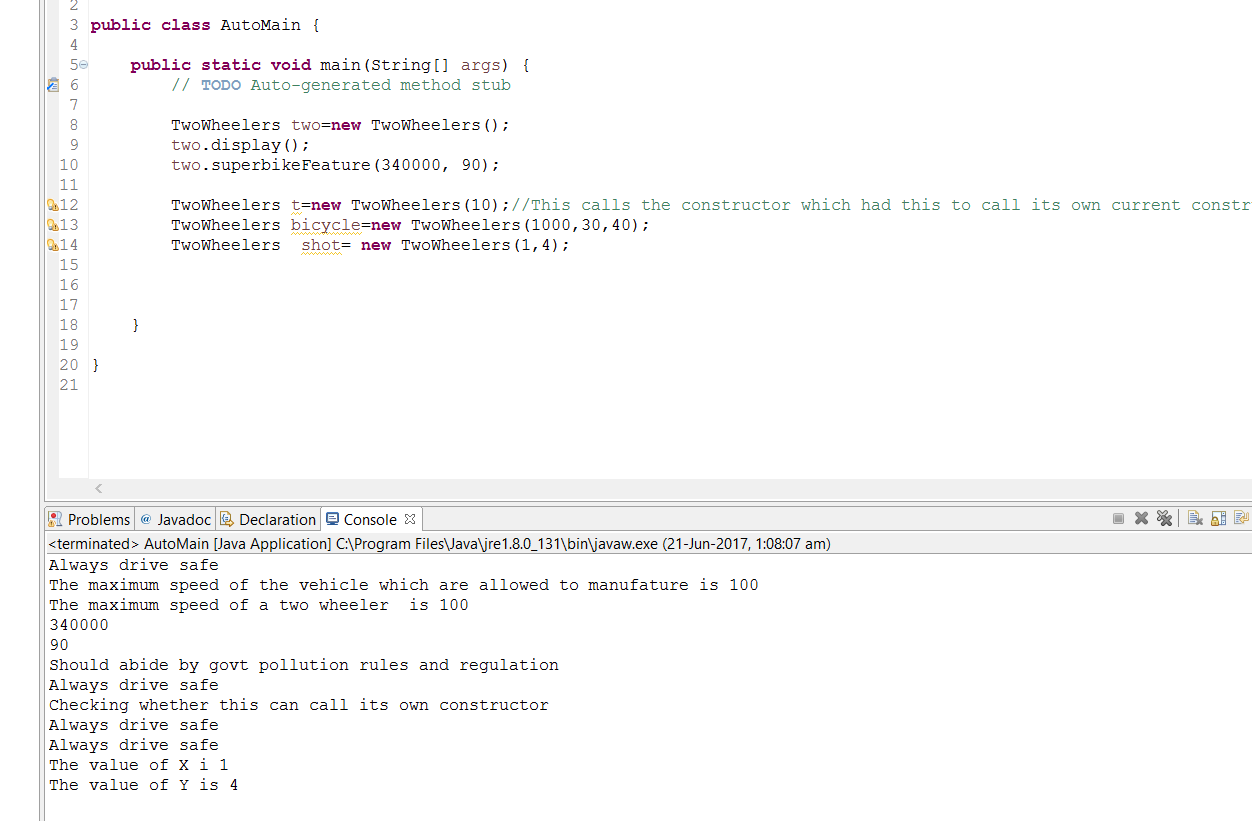 2
3 public class AutoMain {
4
5 public static void main(String[] args) {
6 // TODO Auto-generated method stub
7
8 TwoWheelers two=new TwoWheelers();
9 two.display();
10 two.superbikeFeature(340000, 90);
11
12 TwoWheelers t=new TwoWheelers(10);//This calls the constructor which had this to call its own current constr
13 TwoWheelers bicycle=new TwoWheelers(1000,30,40);
14 TwoWheelers  shot= new TwoWheelers(1,4);
15
16
17
18 }
19
20 }
21
Problems @ Javadoc Declaration Console
<terminated> AutoMain [Java Application] C:\Program Files\Java\jre1.8.0_131\bin\javaw.exe (21-Jun-2017, 1:08:07 am)
Always drive safe
The maximum speed of the vehicle which are allowed to manufature is 100
The maximum speed of a two wheeler  is 100
340000
90
Should abide by govt pollution rules and regulation
Always drive safe
Checking whether this can call its own constructor
Always drive safe
Always drive safe
The value of X i 1
The value of Y is 4